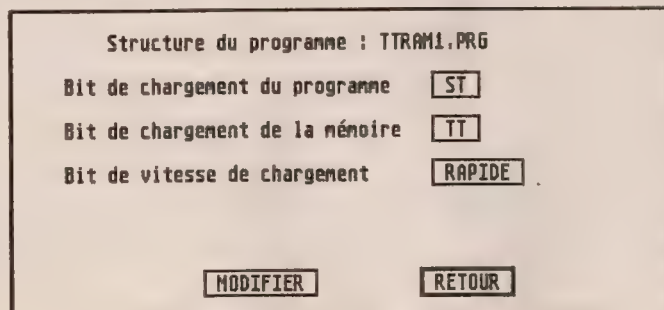 Structure du programme : TTRAM1.PRG
Bit de chargement du programme ST
Bit de chargement de la mémoire TT
Bit de vitesse de chargement RAPIDE
MODIFIER RETOUR